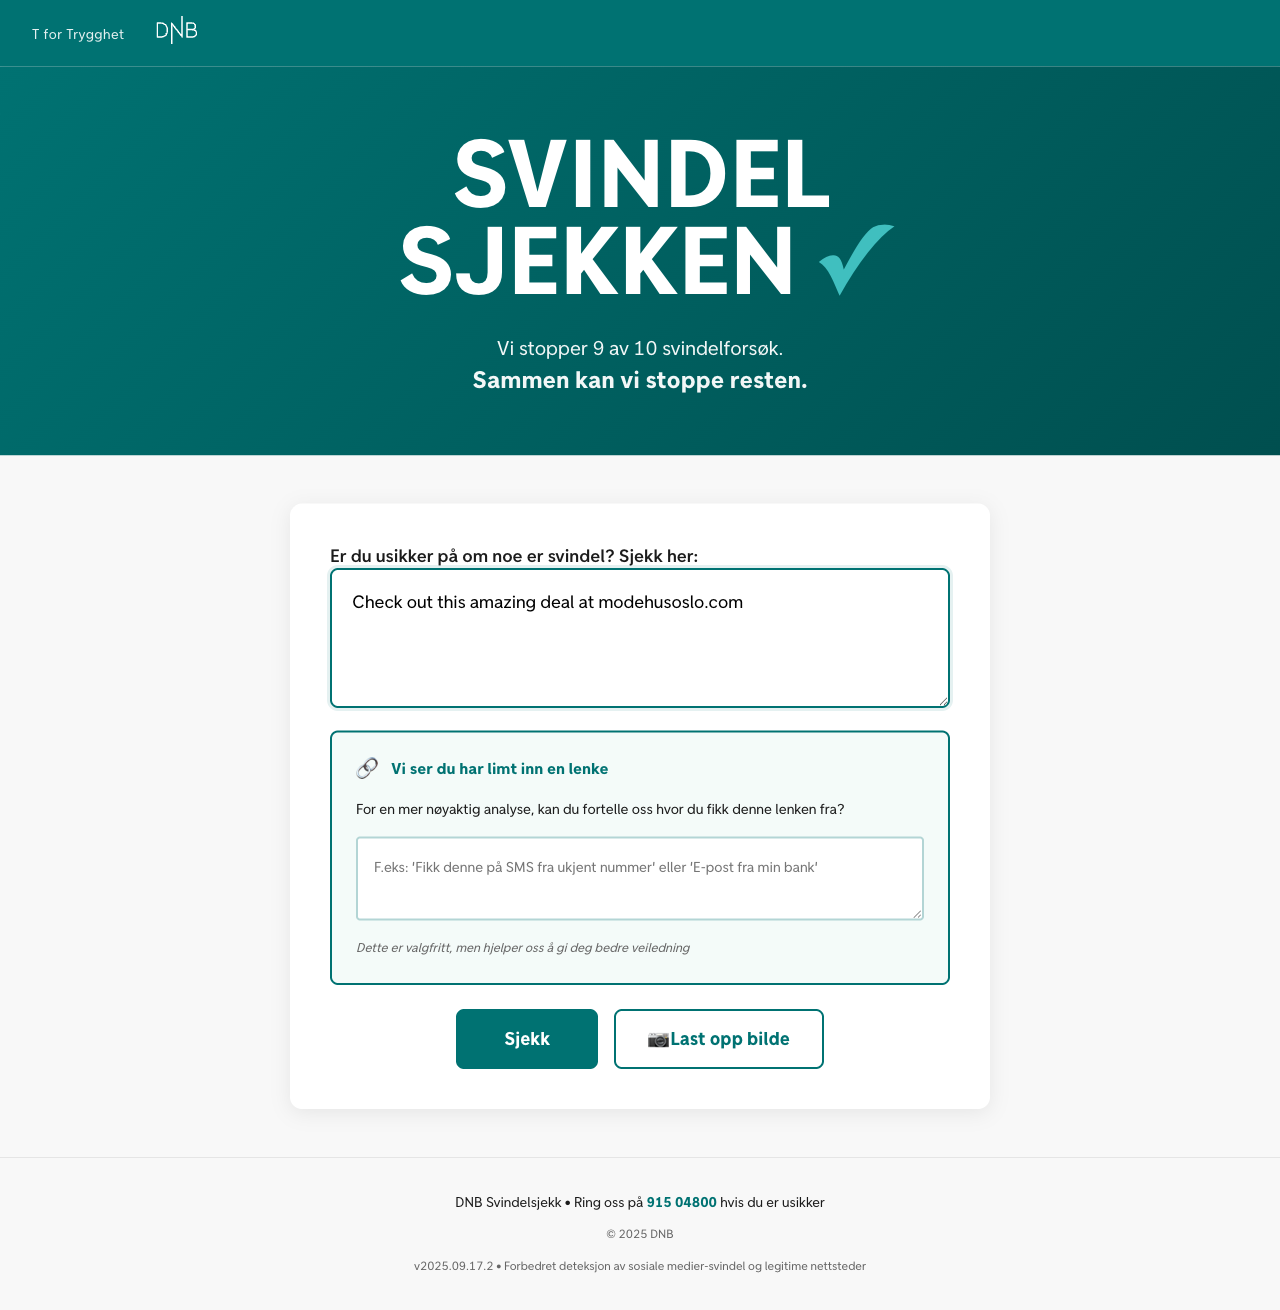 T for Trygghet
DNB
SVINDEL
SJEKKEN
Vi stopper 9 av 10 svindelforsøk.
Sammen kan vi stoppe resten.
Er du usikker på om noe er svindel? Sjekk her:
Check out this amazing deal at modehusoslo.com
Vi ser du har limt inn en lenke
For en mer nøyaktig analyse, kan du fortelle oss hvor du fikk denne lenken fra?
F.eks: 'Fikk denne på SMS fra ukjent nummer' eller 'E-post fra min bank'
Dette er valgfritt, men hjelper oss å gi deg bedre veiledning
Sjekk
Last opp bilde
DNB Svindelsjekk • Ring oss på 915 04800 hvis du er usikker
© 2025 DNB
v2025.09.17.2 • Forbedret deteksjon av sosiale medier-svindel og legitime nettsteder